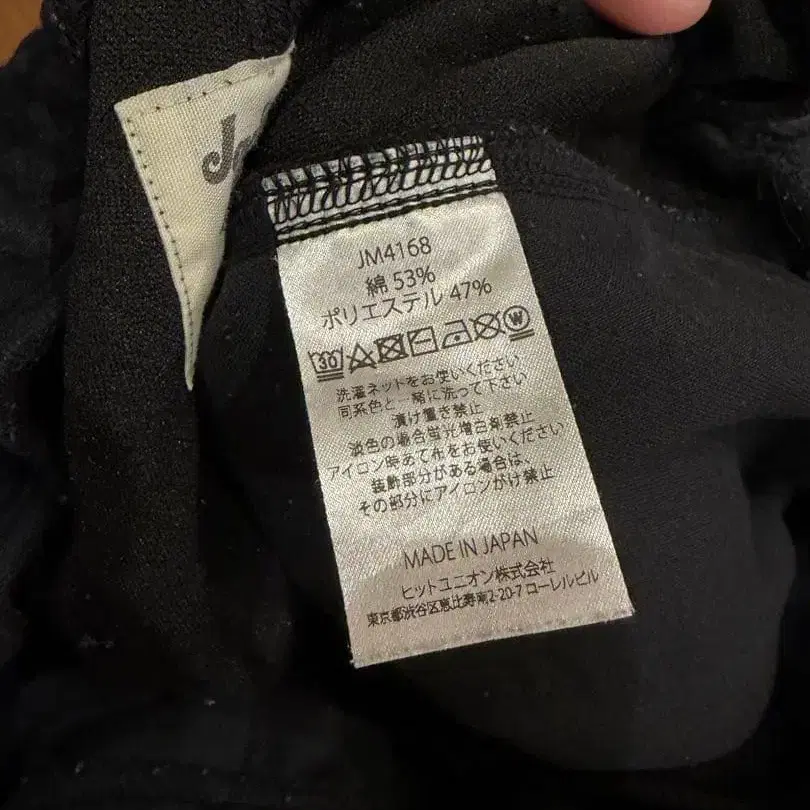 JM4168
綿 53%
ポリエステル 47%
30
W
洗濯ネットをお使いください
同系色と一緒に洗って下さい
漬け置き禁止
淡色の場合蛍光増白剤禁止
アイロン時あて布をお使いください
装飾部分がある場合は、
その部分にアイロンがけ禁止
MADE IN JAPAN
ヒットユニオン株式会社
東京都渋谷区恵比寿南2-20-7 ローレルビル